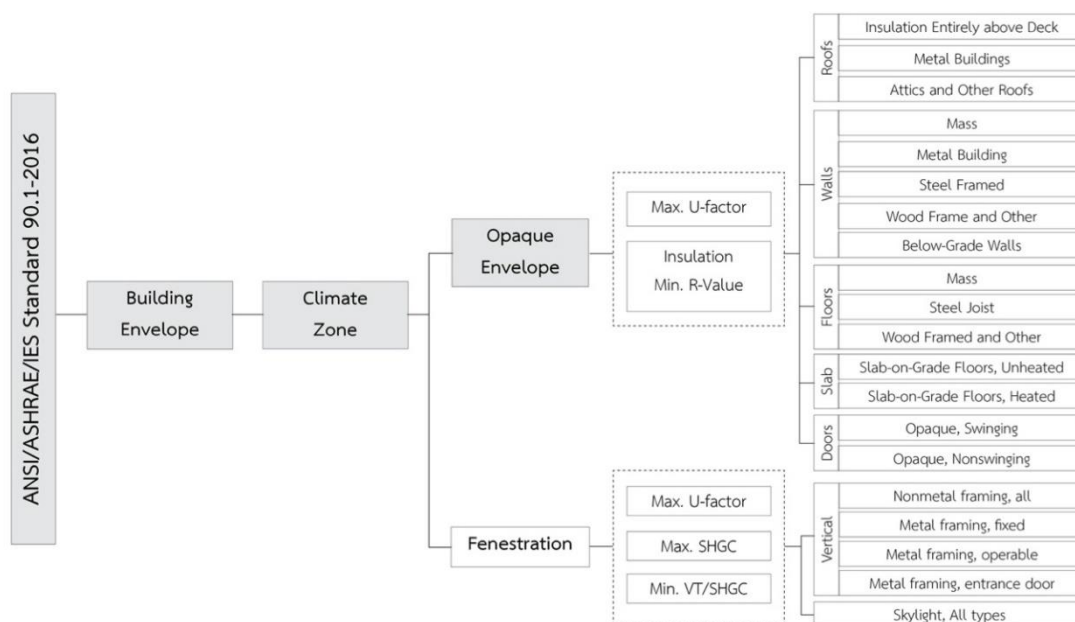 ANSI/ASHRAE/IES Standard 90.1-2016
Building
Envelope
Climate
Zone
Opaque
Envelope
Max. U-factor
Insulation
Min. R-Value
Roofs
Insulation Entirely above Deck
Metal Buildings
Attics and Other Roofs
Walls
Mass
Metal Building
Steel Framed
Wood Frame and Other
Below-Grade Walls
Floors
Mass
Steel Joist
Wood Framed and Other
Slab
Slab-on-Grade Floors, Unheated
Slab-on-Grade Floors, Heated
Doors
Opaque, Swinging
Opaque, Nonswinging
Fenestration
Max. U-factor
Max. SHGC
Min. VT/SHGC
Vertical
Nonmetal framing, all
Metal framing, fixed
Metal framing, operable
Metal framing, entrance door
Skylight, All types